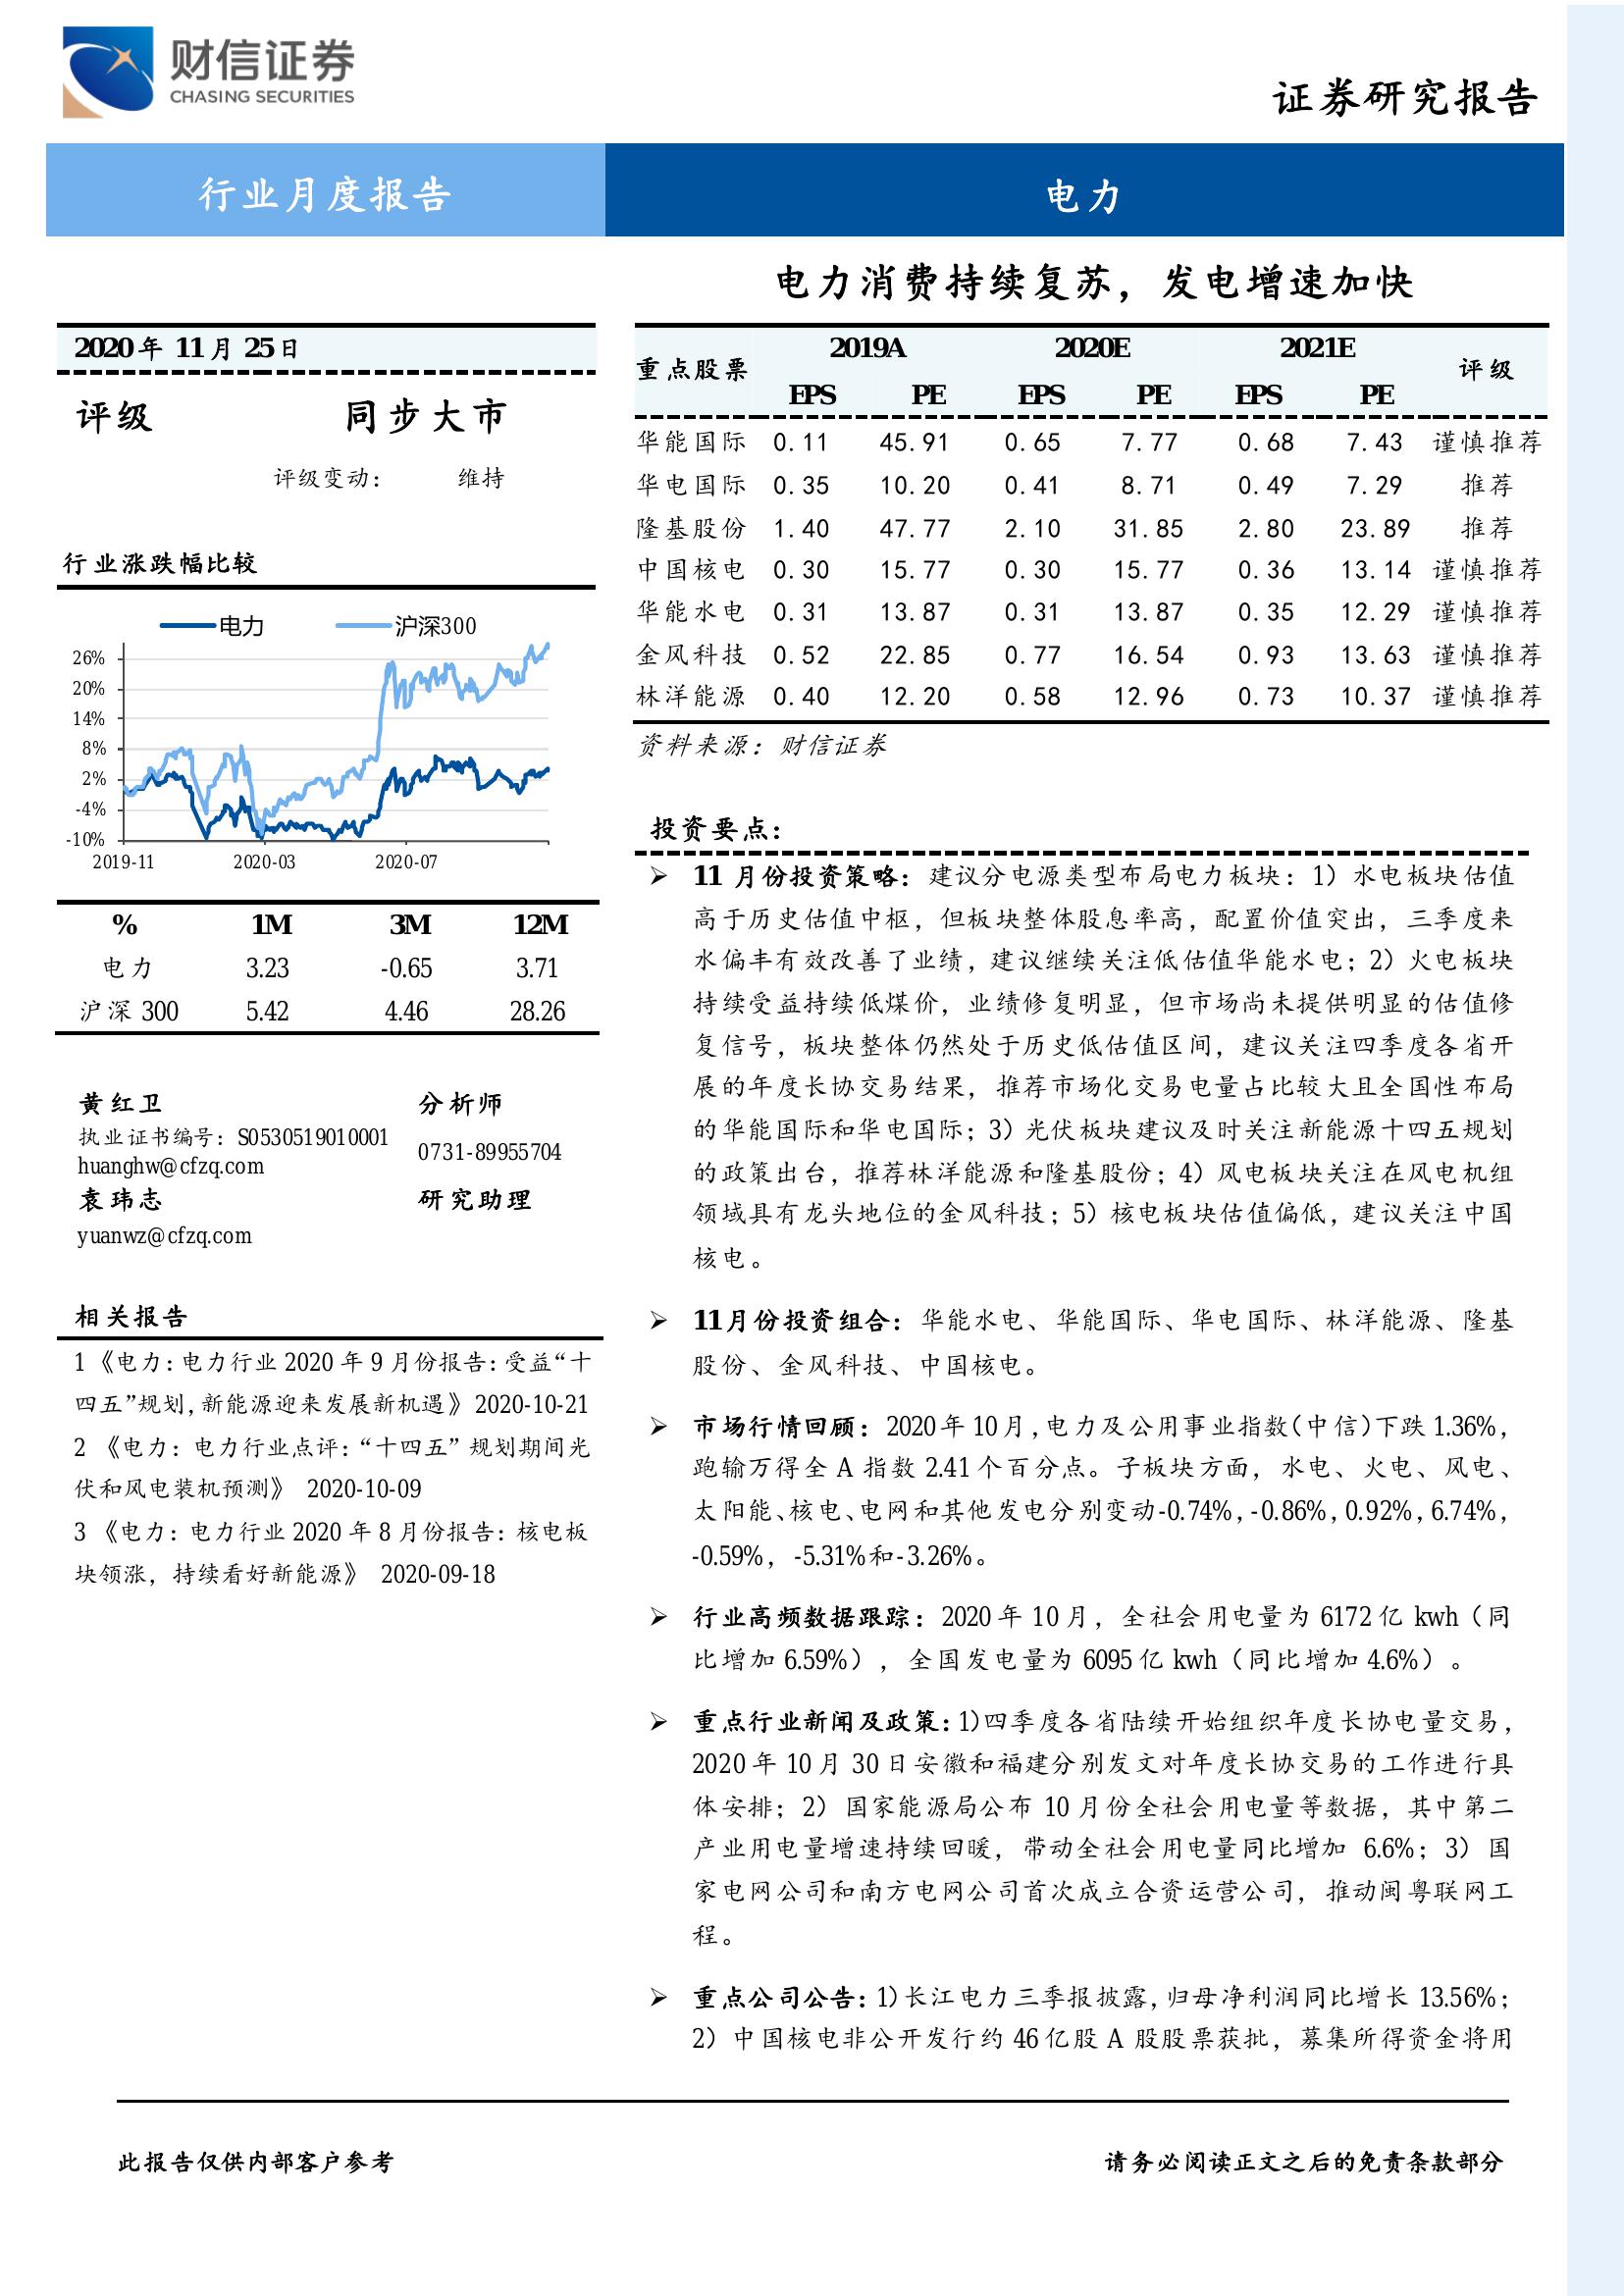 财信证券
CHASING SECURITIES
证券研究报告
行业月度报告
电力
电力消费持续复苏，发电增速加快
2020年 11月 25日
评级 同步大市
评级变动： 维持
行业涨跌幅比较
电力 沪深300
26%
20%
14%
8%
2%
-4%
-10%
2019-11 2020-03 2020-07
% 1M 3M 12M
电力 3.23 -0.65 3.71
沪深 300 5.42 4.46 28.26
黄红卫 分析师
执业证书编号：S0530519010001
0731-89955704
huanghw@cfzq.com
袁玮志 研究助理
yuanwz@cfzq.com
相关报告
1 《电力：电力行业 2020 年 9 月份报告：受益“十
四五”规划，新能源迎来发展新机遇》 2020-10-21
2 《电力：电力行业点评：“十四五” 规划期间光
伏和风电装机预测》 2020-10-09
3 《电力：电力行业 2020 年 8 月份报告：核电板
块领涨，持续看好新能源》 2020-09-18
重点股票 2019A 2020E 2021E 评级
EPS PE EPS PE EPS PE
华能国际 0.11 45.91 0.65 7.77 0.68 7.43 谨慎推荐
华电国际 0.35 10.20 0.41 8.71 0.49 7.29 推荐
隆基股份 1.40 47.77 2.10 31.85 2.80 23.89 推荐
中国核电 0.30 15.77 0.30 15.77 0.36 13.14 谨慎推荐
华能水电 0.31 13.87 0.31 13.87 0.35 12.29 谨慎推荐
金风科技 0.52 22.85 0.77 16.54 0.93 13.63 谨慎推荐
林洋能源 0.40 12.20 0.58 12.96 0.73 10.37 谨慎推荐
资料来源：财信证券
投资要点：
➢ 11 月份投资策略：建议分电源类型布局电力板块：1）水电板块估值
高于历史估值中枢，但板块整体股息率高，配置价值突出，三季度来
水偏丰有效改善了业绩，建议继续关注低估值华能水电；2）火电板块
持续受益持续低煤价，业绩修复明显，但市场尚未提供明显的估值修
复信号，板块整体仍然处于历史低估值区间，建议关注四季度各省开
展的年度长协交易结果，推荐市场化交易电量占比较大且全国性布局
的华能国际和华电国际；3）光伏板块建议及时关注新能源十四五规划
的政策出台，推荐林洋能源和隆基股份；4）风电板块关注在风电机组
领域具有龙头地位的金风科技；5）核电板块估值偏低，建议关注中国
核电。
➢ 11月份投资组合：华能水电、华能国际、华电国际、林洋能源、隆基
股份、金风科技、中国核电。
➢ 市场行情回顾：2020 年 10 月，电力及公用事业指数（中信）下跌 1.36%，
跑输万得全 A 指数 2.41 个百分点。子板块方面，水电、火电、风电、
太阳能、核电、电网和其他发电分别变动-0.74%，-0.86%，0.92%，6.74%，
-0.59%，-5.31%和-3.26%。
➢ 行业高频数据跟踪：2020 年 10 月，全社会用电量为 6172 亿 kwh（同
比增加 6.59%），全国发电量为 6095 亿 kwh（同比增加 4.6%）。
➢ 重点行业新闻及政策：1)四季度各省陆续开始组织年度长协电量交易，
2020 年 10 月 30 日安徽和福建分别发文对年度长协交易的工作进行具
体安排；2）国家能源局公布 10 月份全社会用电量等数据，其中第二
产业用电量增速持续回暖，带动全社会用电量同比增加 6.6%；3）国
家电网公司和南方电网公司首次成立合资运营公司，推动闽粤联网工
程。
➢ 重点公司公告：1）长江电力三季报披露，归母净利润同比增长 13.56%；
2）中国核电非公开发行约 46 亿股 A 股股票获批，募集所得资金将用
此报告仅供内部客户参考
请务必阅读正文之后的免责条款部分